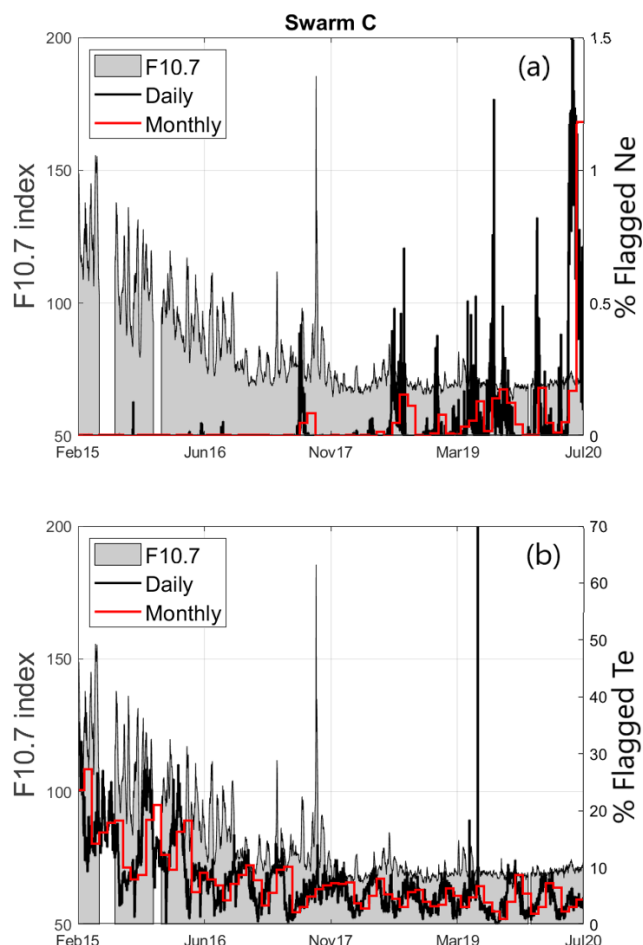 Swarm C
200
150
100
50
F10.7 index
F10.7
Daily
Monthly
(a)
1.5
1
0.5
0
% Flagged Ne
Feb15 Jun16 Nov17 Mar19 Jul20
200
150
100
50
F10.7 index
F10.7
Daily
Monthly
(b)
70
60
50
40
30
20
10
0
% Flagged Te
Feb15 Jun16 Nov17 Mar19 Jul20